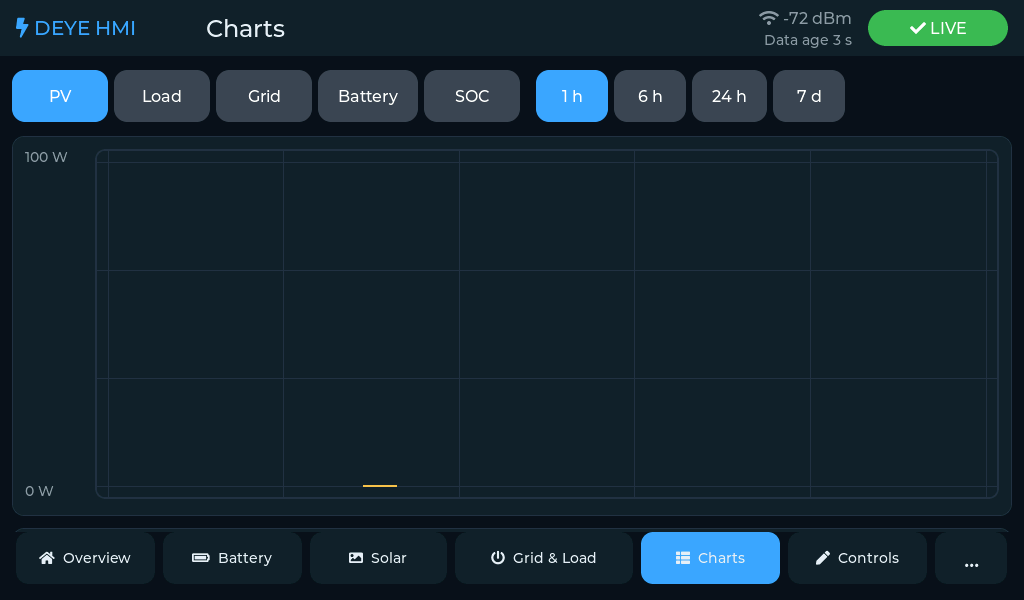 DEYE HMI
Charts
-72 dBm
Data age 3 s
LIVE
PV
Load
Grid
Battery
SOC
1 h
6 h
24 h
7 d
100 W
0 W
Overview
Battery
Solar
Grid & Load
Charts
Controls
...